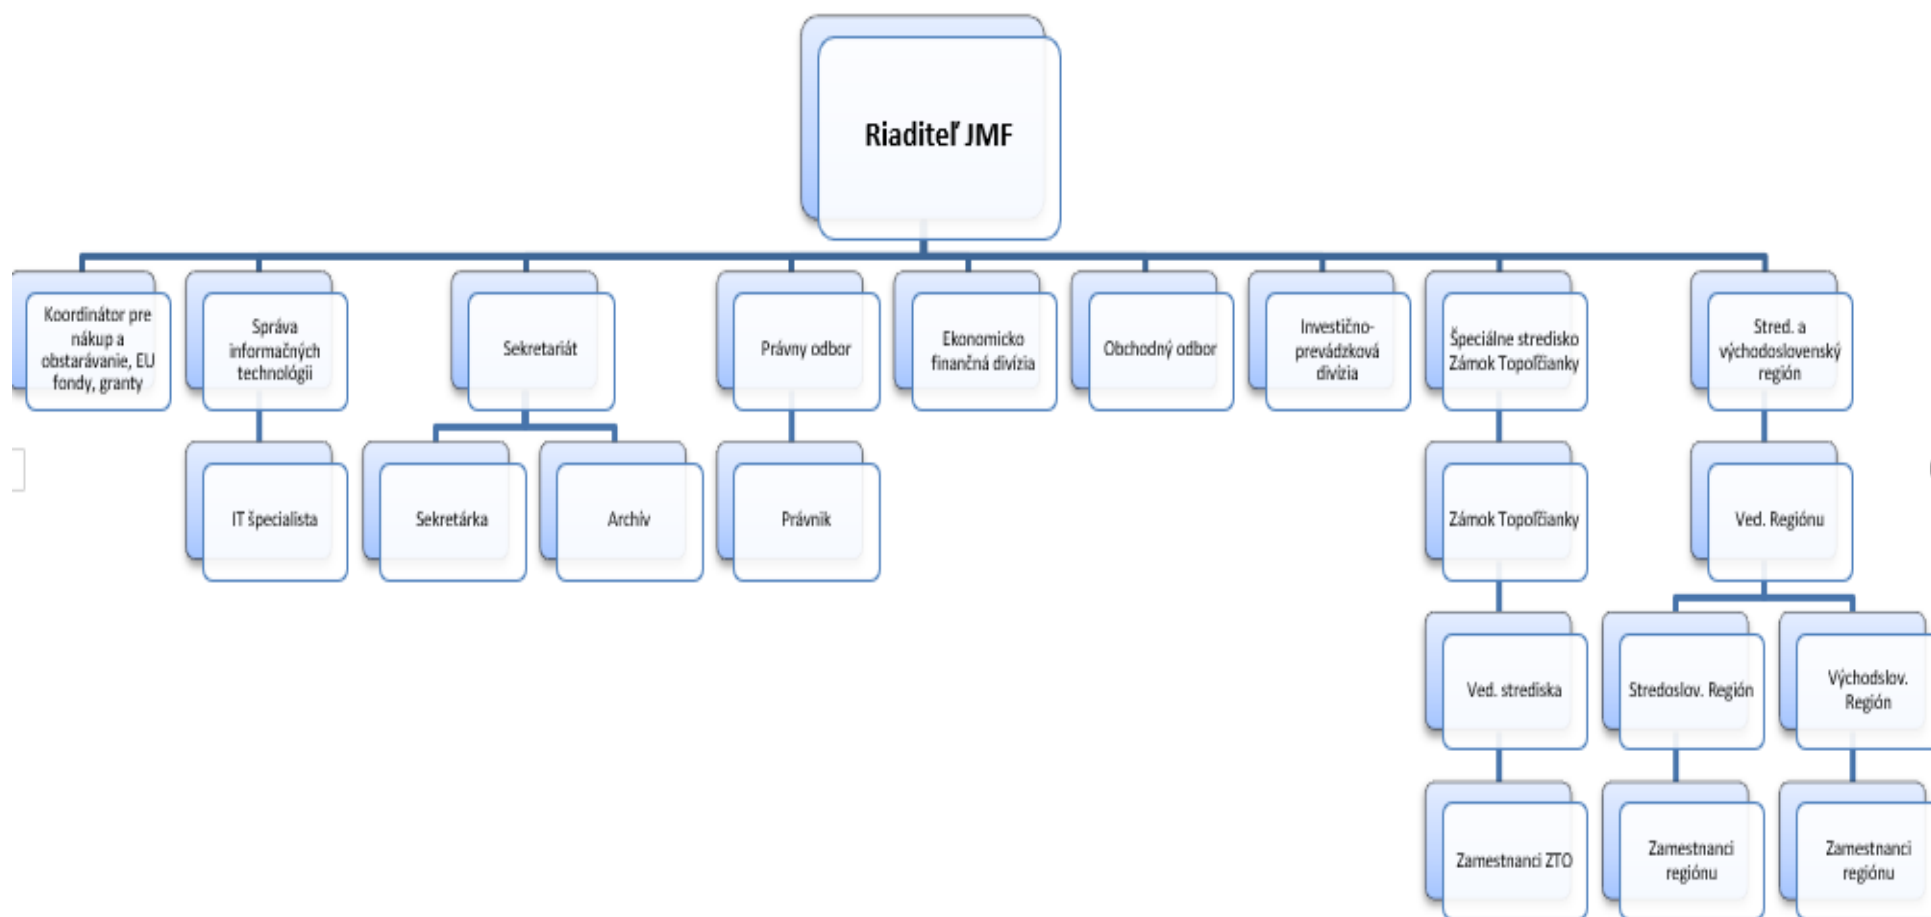 Riaditeľ JMF
Koordinátor pre
nákup a
obstarávanie, EU
fondy, granty
Správa
informačných
technológii
Sekretariát
Právny odbor
Ekonomicko
finančná divízia
Obchodný odbor
Investično-
prevádzková
divízia
Špeciálne stredisko
Zámok Topoľčianky
Stred. a
východoslovenský
región
IT špecialista
Sekretárka
Archív
Právnik
Zámok Topoľčianky
Ved. Regiónu
Ved. strediska
Stredoslov. Región
Východslov.
Región
Zamestnanci ZTO
Zamestnanci
regiónu
Zamestnanci
regiónu